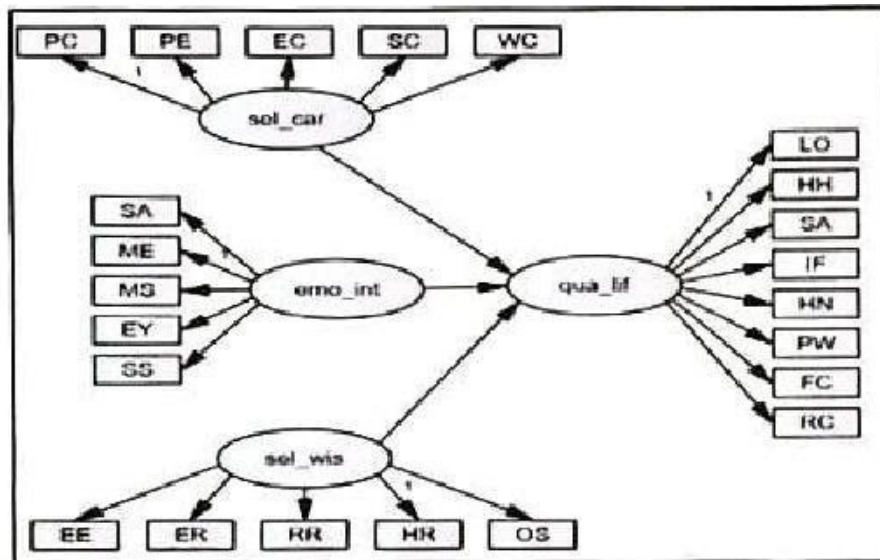 PC PE EC SC WC
1
sel_car
LO
1
HH
SA
SA
1
ME
IF
emo_int
qua_lif
MS
HN
EY
PW
SS
FC
RC
sel_wis
1
EE ER RR HR OS